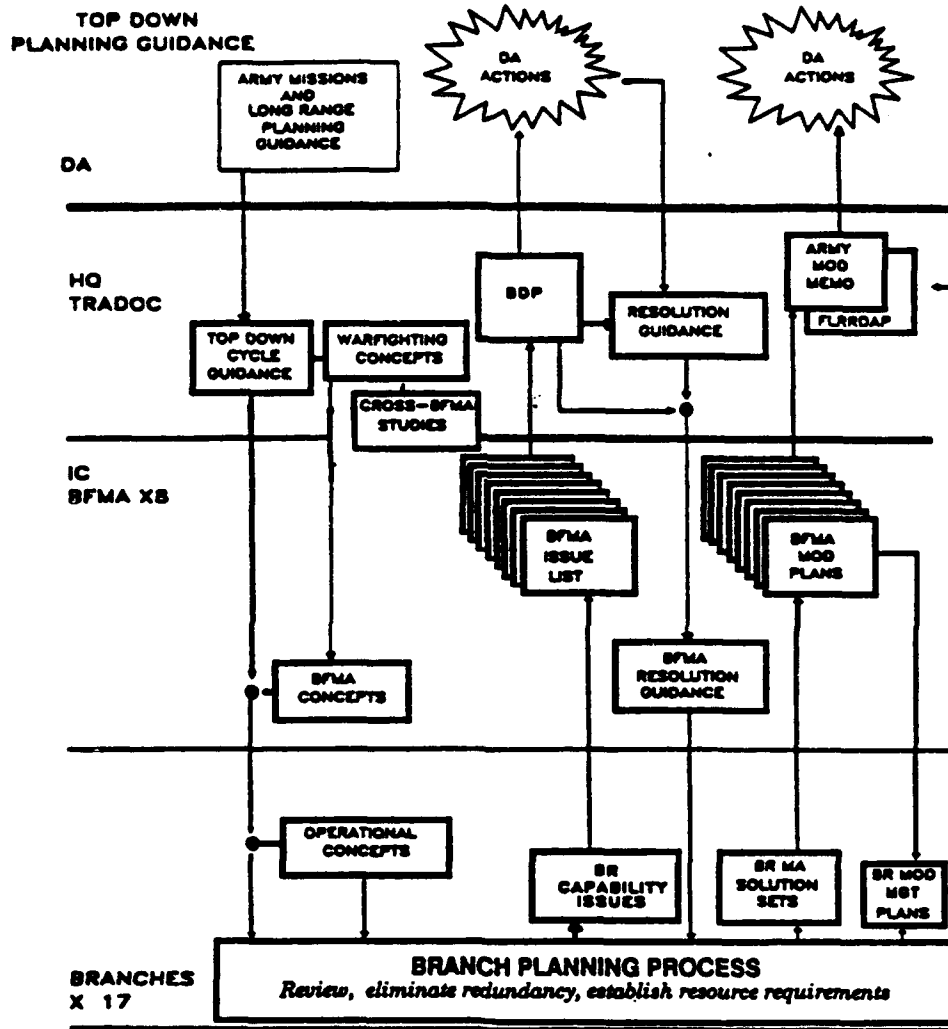 TOP DOWN
PLANNING GUIDANCE
ARMY MISSIONS
AND
LONG RANGE
PLANNING
GUIDANCE
DA
ACTIONS
DA
ACTIONS
DA
HQ
TRADOC
TOP DOWN
CYCLE
GUIDANCE
WARFIGHTING
CONCEPTS
CROSS-BFMA
STUDIES
BDP
RESOLUTION
GUIDANCE
ARMY
MOD
MEMO
FLRRDAP
IC
BFMA X8
BFMA
ISSUE
LIST
BFMA
MOD
PLANS
BFMA
CONCEPTS
BFMA
RESOLUTION
GUIDANCE
OPERATIONAL
CONCEPTS
BR
CAPABILITY
ISSUES
BR MA
SOLUTION
SETS
BR MOD
MGT
PLANS
BRANCHES
X 17
BRANCH PLANNING PROCESS
Review, eliminate redundancy, establish resource requirements